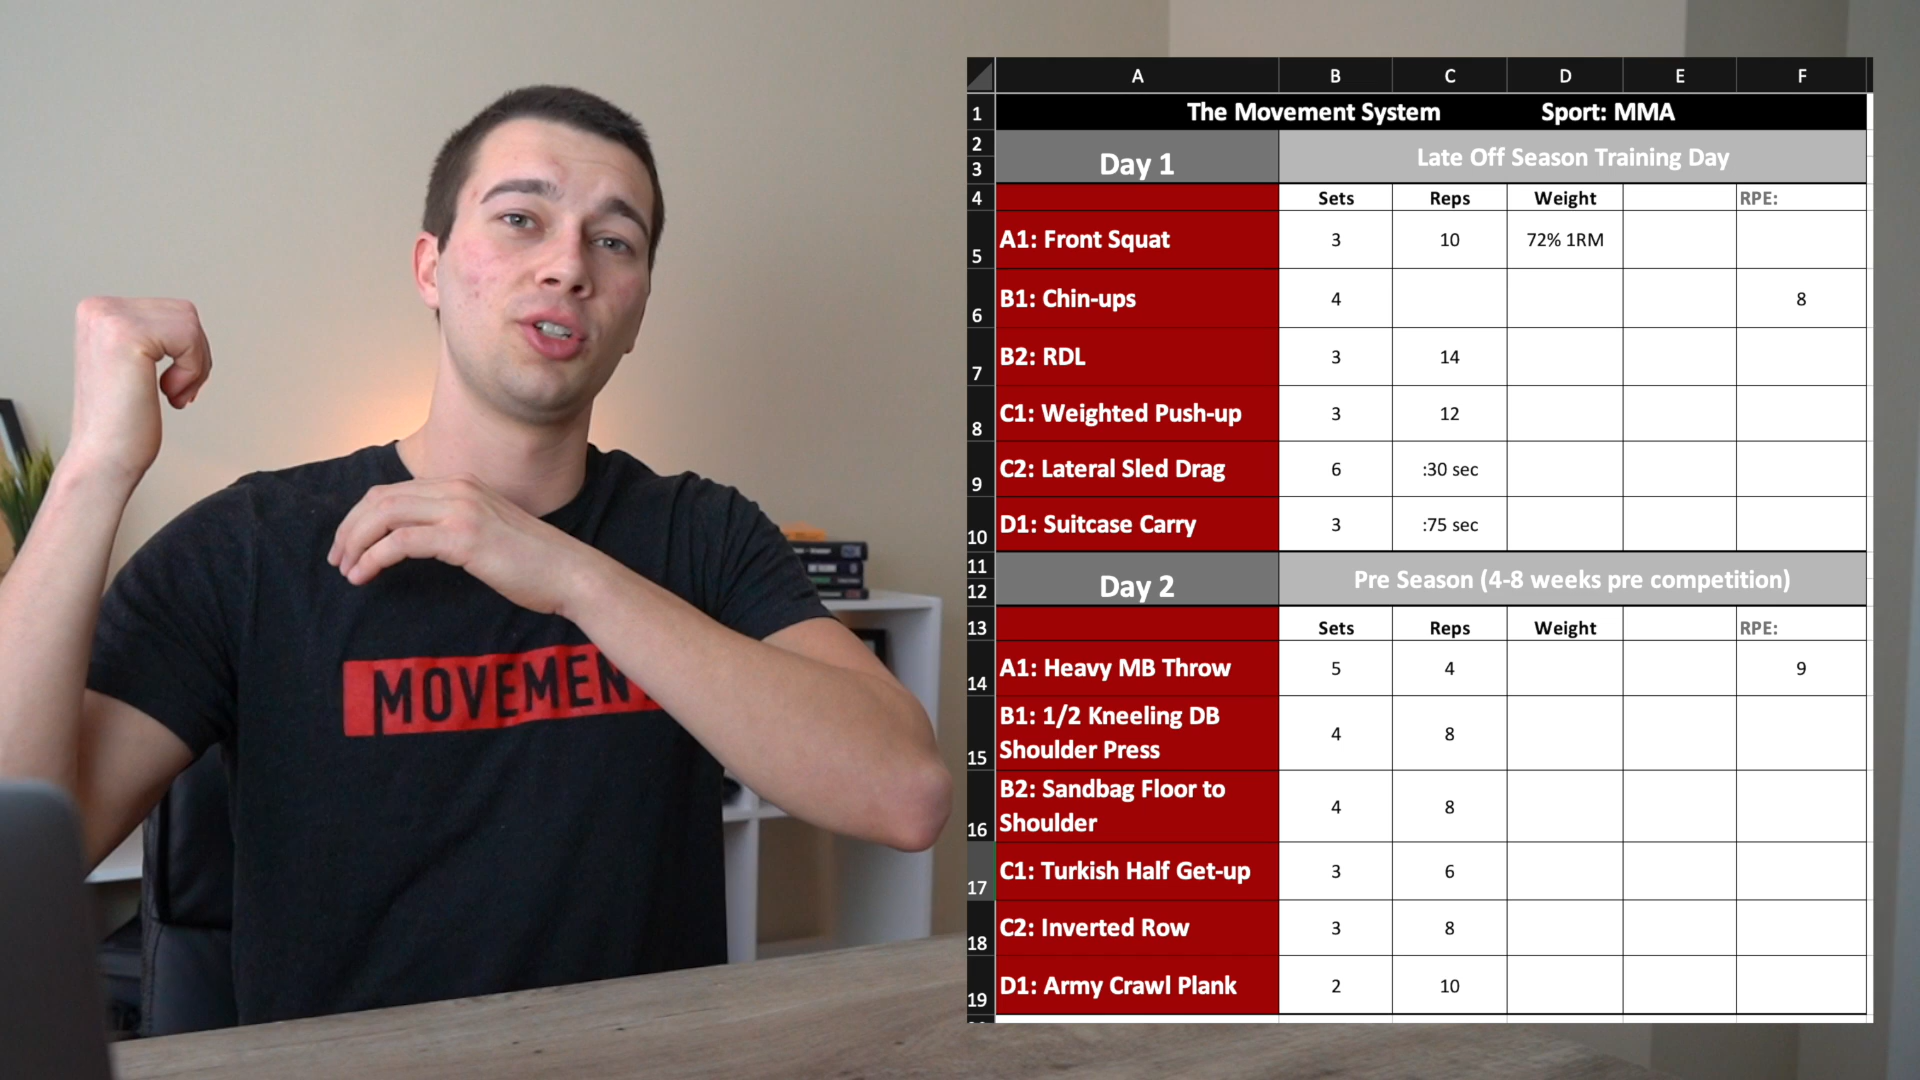 MOVEMEN
A B C D E F
1 The Movement System Sport: MMA
2
3 Day 1 Late Off Season Training Day
4 Sets Reps Weight RPE:
5 A1: Front Squat 3 10 72% 1RM
6 B1: Chin-ups 4 8
7 B2: RDL 3 14
8 C1: Weighted Push-up 3 12
9 C2: Lateral Sled Drag 6 :30 sec
10 D1: Suitcase Carry 3 :75 sec
11
12 Day 2 Pre Season (4-8 weeks pre competition)
13 Sets Reps Weight RPE:
14 A1: Heavy MB Throw 5 4 9
B1: 1/2 Kneeling DB
15 Shoulder Press 4 8
B2: Sandbag Floor to
16 Shoulder 4 8
17 C1: Turkish Half Get-up 3 6
18 C2: Inverted Row 3 8
19 D1: Army Crawl Plank 2 10